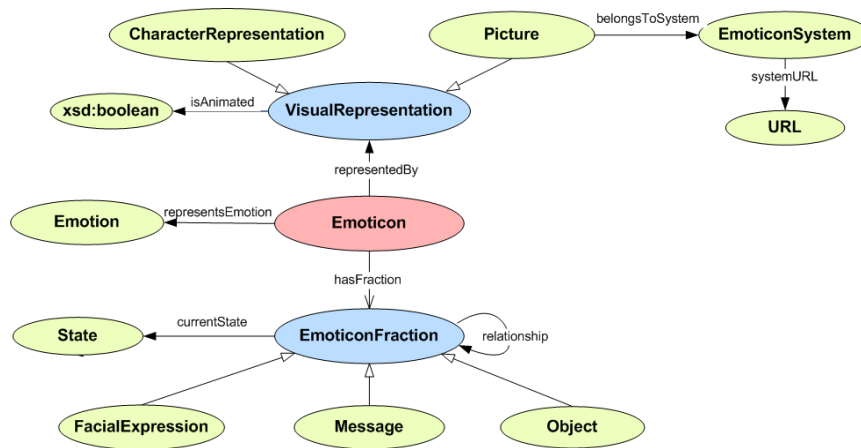 CharacterRepresentation
Picture
belongsToSystem
EmoticonSystem
systemURL
xsd:boolean
isAnimated
VisualRepresentation
URL
representedBy
Emotion
representsEmotion
Emoticon
hasFraction
State
currentState
EmoticonFraction
relationship
FacialExpression
Message
Object